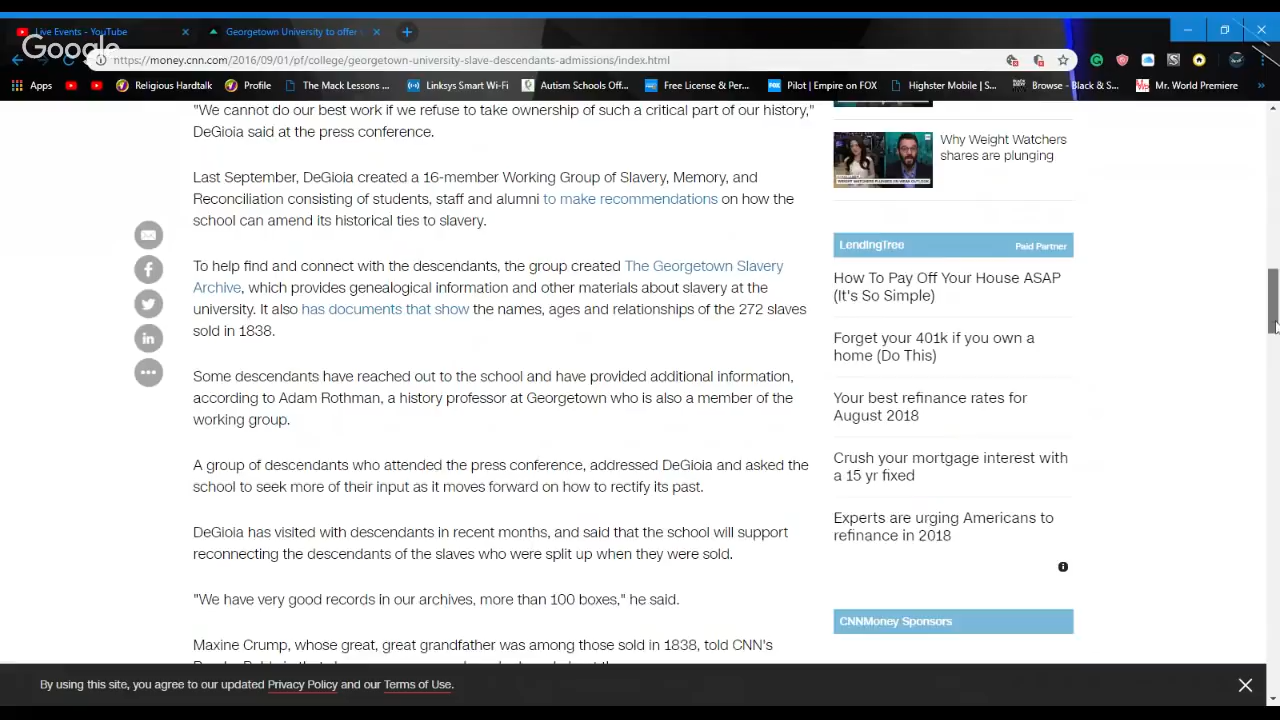 Live Events - YouTube
Georgetown University to offer
Google
https://money.cnn.com/2016/09/01/pf/college/georgetown-university-slave-descendants-admissions/index.html
Apps
Religious Hardtalk
Profile
The Mack Lessons ...
Linksys Smart Wi-Fi
Autism Schools Off...
Free License & Per...
Pilot | Empire on FOX
Highster Mobile | S...
Browse - Black & S...
Mr. World Premiere
"We cannot do our best work if we refuse to take ownership of such a critical part of our history,"
DeGioia said at the press conference.
Last September, DeGioia created a 16-member Working Group of Slavery, Memory, and
Reconciliation consisting of students, staff and alumni to make recommendations on how the
school can amend its historical ties to slavery.
To help find and connect with the descendants, the group created The Georgetown Slavery
Archive, which provides genealogical information and other materials about slavery at the
university. It also has documents that show the names, ages and relationships of the 272 slaves
sold in 1838.
Some descendants have reached out to the school and have provided additional information,
according to Adam Rothman, a history professor at Georgetown who is also a member of the
working group.
A group of descendants who attended the press conference, addressed DeGioia and asked the
school to seek more of their input as it moves forward on how to rectify its past.
DeGioia has visited with descendants in recent months, and said that the school will support
reconnecting the descendants of the slaves who were split up when they were sold.
"We have very good records in our archives, more than 100 boxes," he said.
Maxine Crump, whose great, great grandfather was among those sold in 1838, told CNN's
Why Weight Watchers
shares are plunging
LendingTree
Paid Partner
How To Pay Off Your House ASAP
(It's So Simple)
Forget your 401k if you own a
home (Do This)
Your best refinance rates for
August 2018
Crush your mortgage interest with
a 15 yr fixed
Experts are urging Americans to
refinance in 2018
CNNMoney Sponsors
By using this site, you agree to our updated Privacy Policy and our Terms of Use.